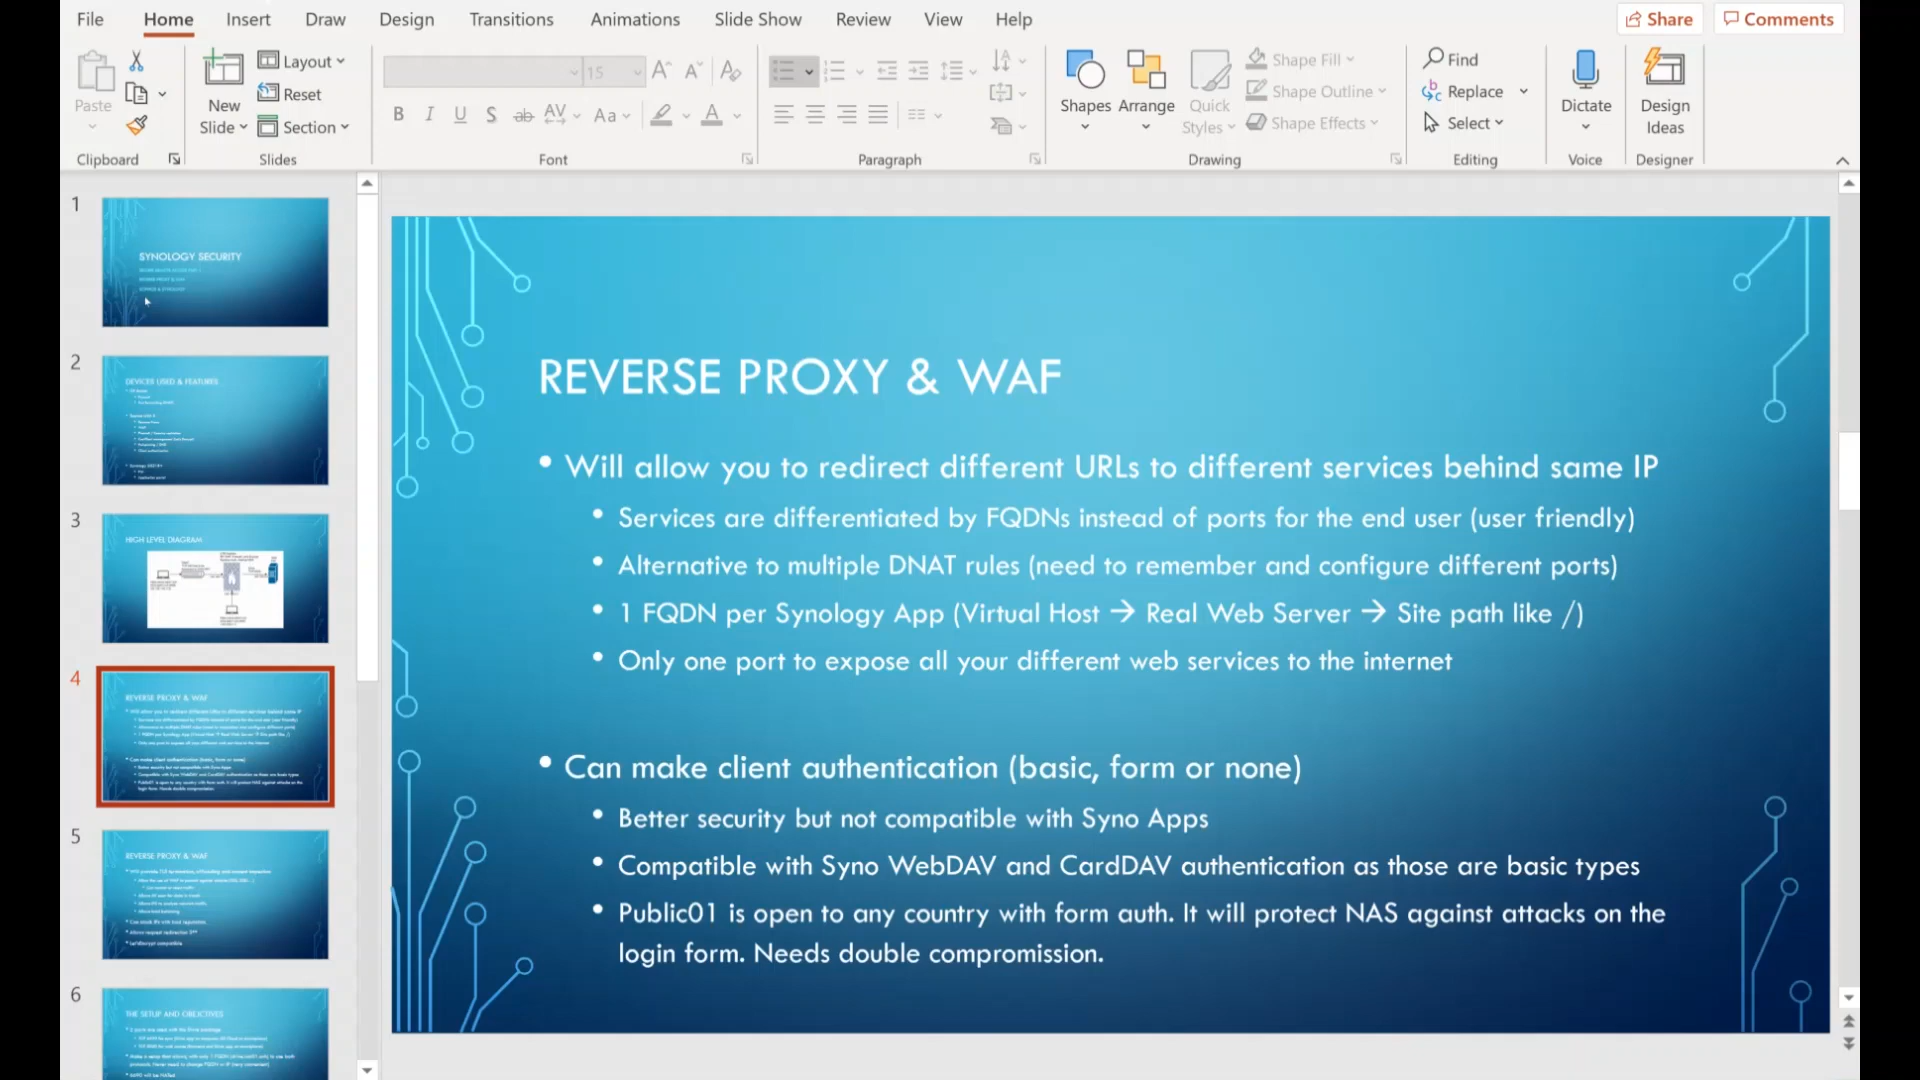 File Home Insert Draw Design Transitions Animations Slide Show Review View Help Share Comments
Paste
New Slide
Layout
Reset
Section
15
B I U S ab AV Aa A
Shapes Arrange Quick Styles
Shape Fill
Shape Outline
Shape Effects
Find
Replace
Select
Dictate
Design Ideas
Clipboard Slides Font Paragraph Drawing Editing Voice Designer
1
SYNOLOGY SECURITY
2
DEVICES USED & FEATURES
3
HIGH LEVEL DIAGRAM
4
REVERSE PROXY & WAF
5
REVERSE PROXY & WAF
6
THE SETUP AND OBJECTIVES
REVERSE PROXY & WAF
• Will allow you to redirect different URLs to different services behind same IP
• Services are differentiated by FQDNs instead of ports for the end user (user friendly)
• Alternative to multiple DNAT rules (need to remember and configure different ports)
• 1 FQDN per Synology App (Virtual Host → Real Web Server → Site path like /)
• Only one port to expose all your different web services to the internet
• Can make client authentication (basic, form or none)
• Better security but not compatible with Syno Apps
• Compatible with Syno WebDAV and CardDAV authentication as those are basic types
• Public01 is open to any country with form auth. It will protect NAS against attacks on the
login form. Needs double compromission.